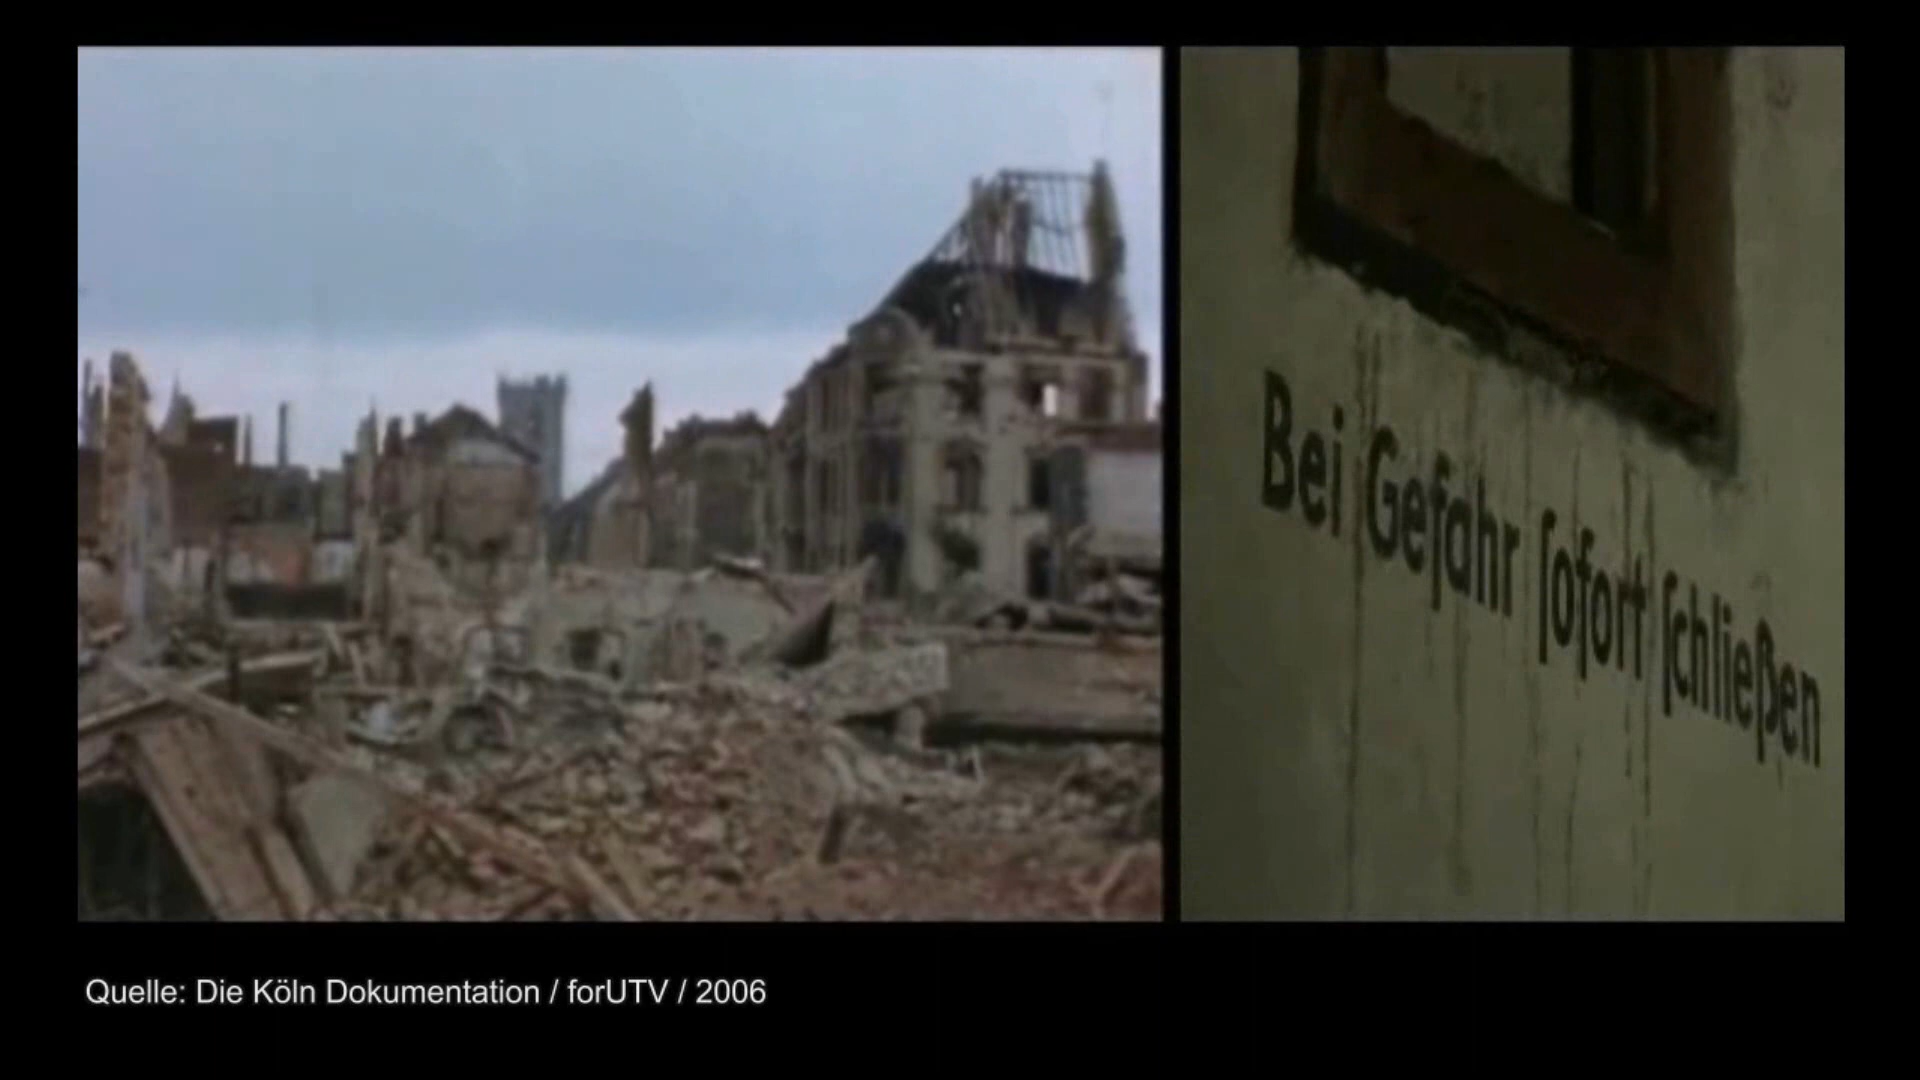 Bei Gefahr ſofort ſchließen
Quelle: Die Köln Dokumentation / forUTV / 2006